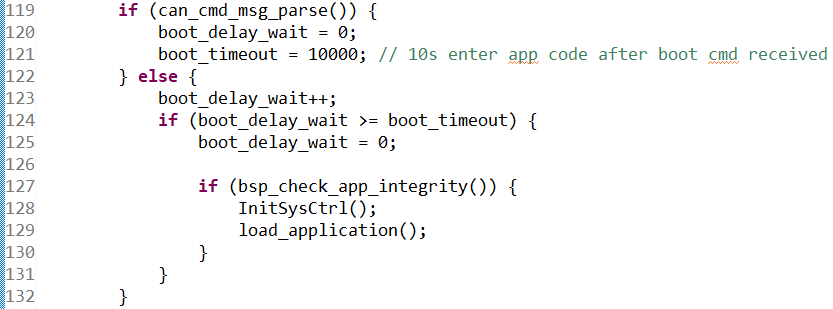 119 if (can_cmd_msg_parse()) {
120 boot_delay_wait = 0;
121 boot_timeout = 10000; // 10s enter app code after boot cmd received
122 } else {
123 boot_delay_wait++;
124 if (boot_delay_wait >= boot_timeout) {
125 boot_delay_wait = 0;
126
127 if (bsp_check_app_integrity()) {
128 InitSysCtrl();
129 load_application();
130 }
131 }
132 }